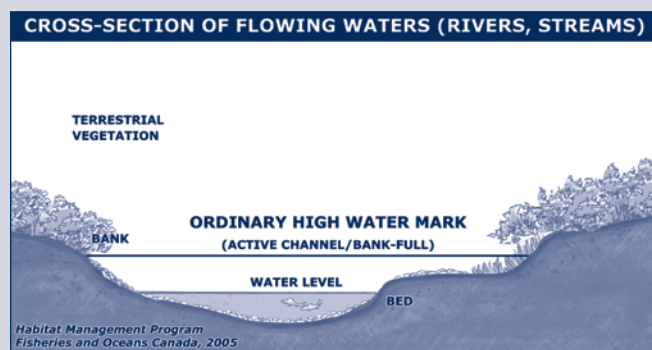 CROSS-SECTION OF FLOWING WATERS (RIVERS, STREAMS)
TERRESTRIAL
VEGETATION
ORDINARY HIGH WATER MARK
BANK
(ACTIVE CHANNEL/BANK-FULL)
WATER LEVEL
BED
Habitat Management Program
Fisheries and Oceans Canada, 2005